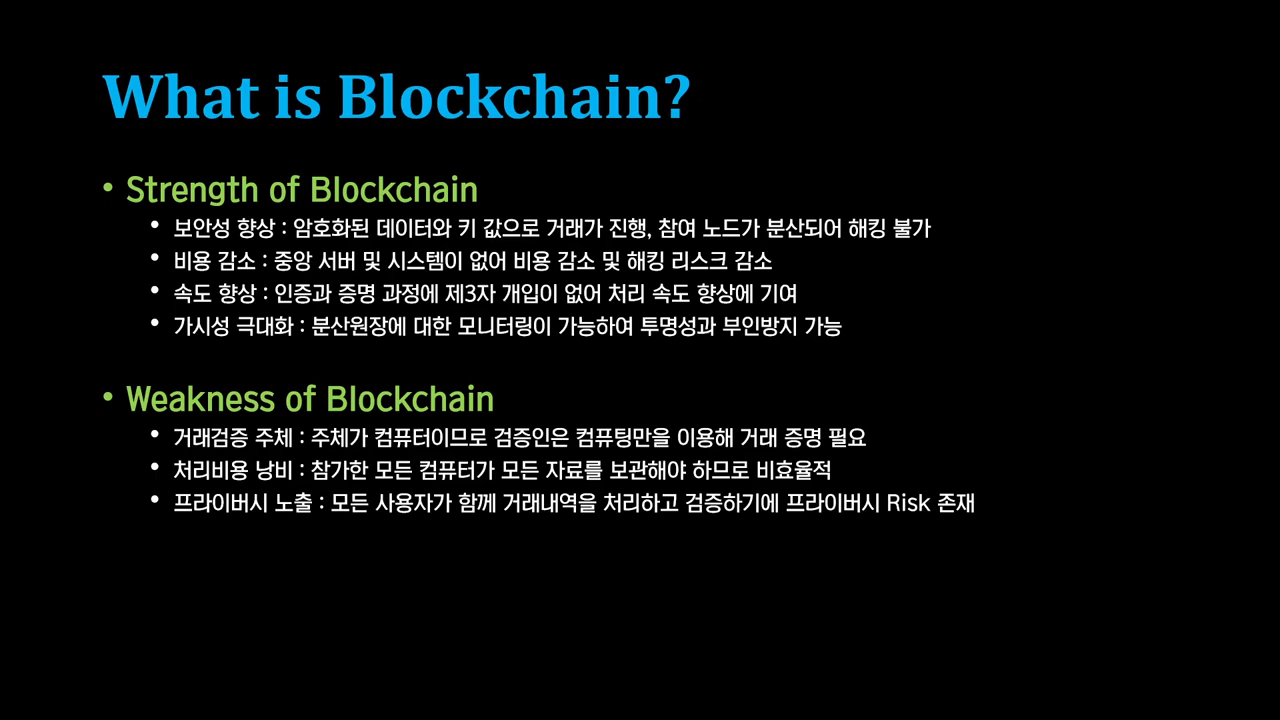 What is Blockchain?
• Strength of Blockchain
• 보안성 향상 : 암호화된 데이터와 키 값으로 거래가 진행, 참여 노드가 분산되어 해킹 불가
• 비용 감소 : 중앙 서버 및 시스템이 없어 비용 감소 및 해킹 리스크 감소
• 속도 향상 : 인증과 증명 과정에 제3자 개입이 없어 처리 속도 향상에 기여
• 가시성 극대화 : 분산원장에 대한 모니터링이 가능하여 투명성과 부인방지 가능
• Weakness of Blockchain
• 거래검증 주체 : 주체가 컴퓨터이므로 검증인은 컴퓨팅만을 이용해 거래 증명 필요
• 처리비용 낭비 : 참가한 모든 컴퓨터가 모든 자료를 보관해야 하므로 비효율적
• 프라이버시 노출 : 모든 사용자가 함께 거래내역을 처리하고 검증하기에 프라이버시 Risk 존재